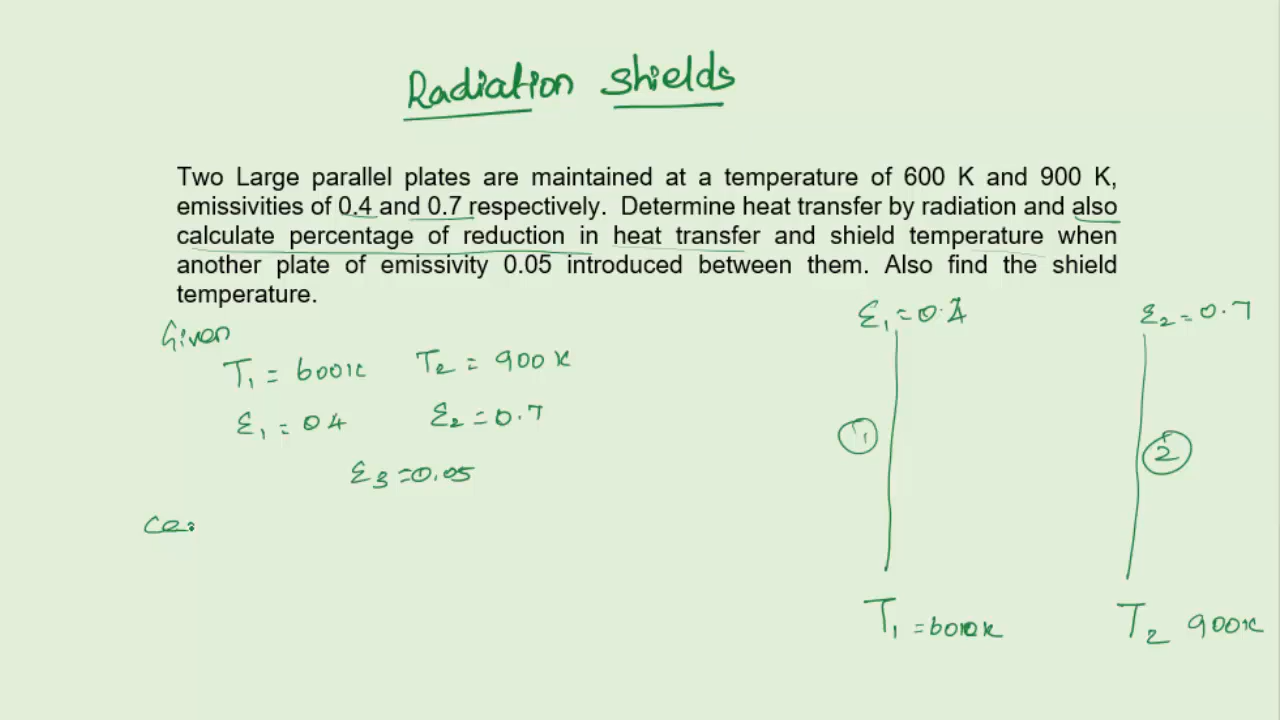 Radiation shields
Two Large parallel plates are maintained at a temperature of 600 K and 900 K,
emissivities of 0.4 and 0.7 respectively. Determine heat transfer by radiation and also
calculate percentage of reduction in heat transfer and shield temperature when
another plate of emissivity 0.05 introduced between them. Also find the shield
temperature.
Given
T₁ = 600K T₂ = 900 K
ε₁ = 0.4 ε₂ = 0.7
ε₃ = 0.05
ε₁ = 0.4 ε₂ = 0.7
2
T₁ = 600K T₂ 900K